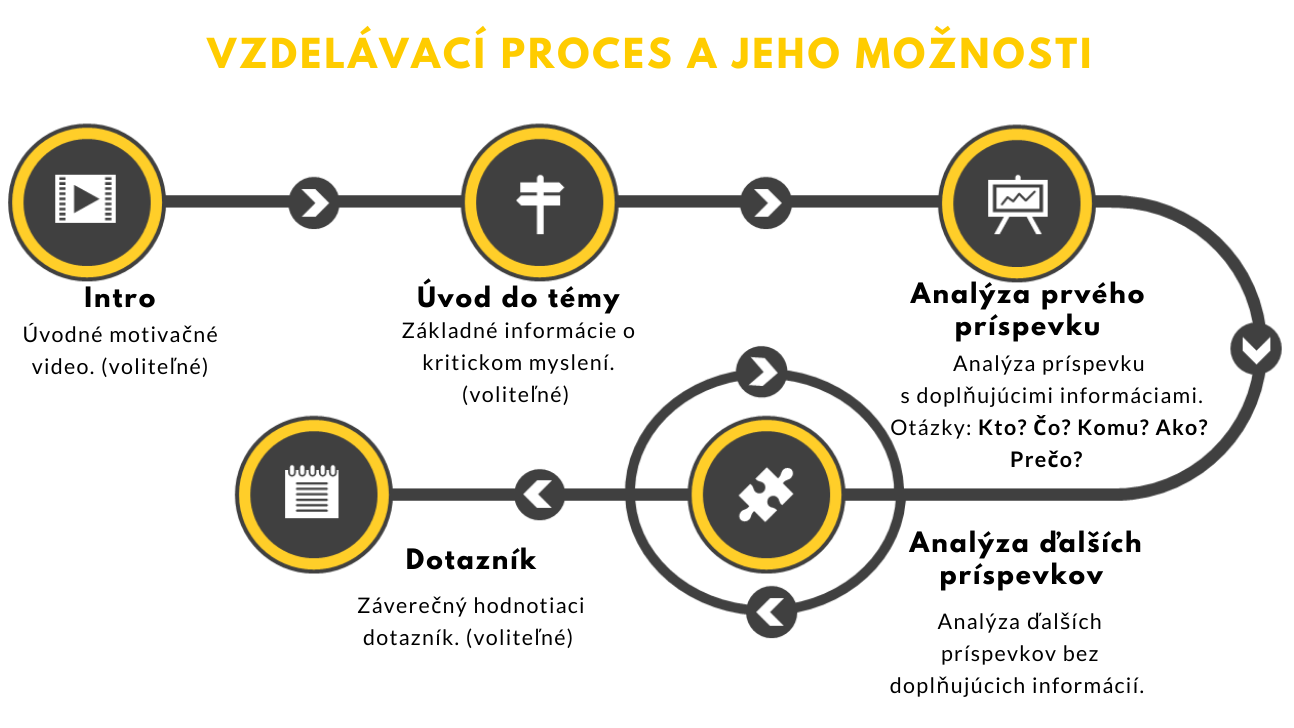 VZDELÁVACÍ PROCES A JEHO MOŽNOSTI
Intro
Úvodné motivačné
video. (voliteľné)
Úvod do témy
Základné informácie o
kritickom myslení.
(voliteľné)
Analýza prvého
príspevku
Analýza príspevku
s doplňujúcimi informáciami.
Otázky: Kto? Čo? Komu? Ako?
Prečo?
Analýza ďalších
príspevkov
Analýza ďalších
príspevkov bez
doplňujúcich informácií.
Dotazník
Záverečný hodnotiaci
dotazník. (voliteľné)